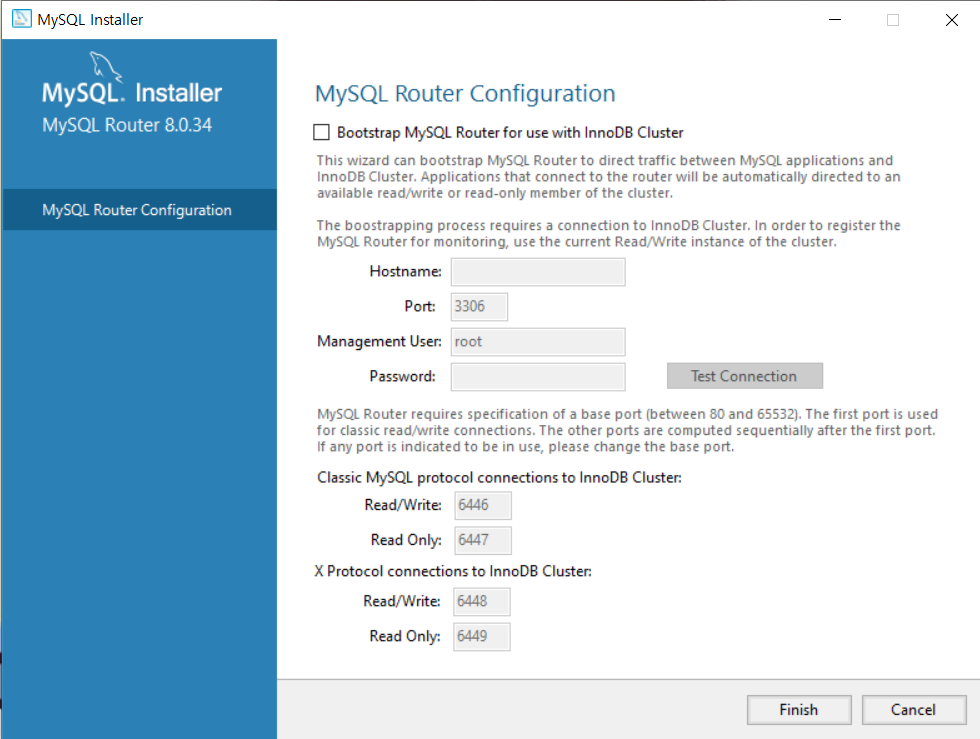 MySQL Installer
MySQL. Installer
MySQL Router 8.0.34
MySQL Router Configuration
MySQL Router Configuration
Bootstrap MySQL Router for use with InnoDB Cluster
This wizard can bootstrap MySQL Router to direct traffic between MySQL applications and
InnoDB Cluster. Applications that connect to the router will be automatically directed to an
available read/write or read-only member of the cluster.
The boostrapping process requires a connection to InnoDB Cluster. In order to register the
MySQL Router for monitoring, use the current Read/Write instance of the cluster.
Hostname:
Port: 3306
Management User: root
Password:
Test Connection
MySQL Router requires specification of a base port (between 80 and 65532). The first port is used
for classic read/write connections. The other ports are computed sequentially after the first port.
If any port is indicated to be in use, please change the base port.
Classic MySQL protocol connections to InnoDB Cluster:
Read/Write: 6446
Read Only: 6447
X Protocol connections to InnoDB Cluster:
Read/Write: 6448
Read Only: 6449
Finish
Cancel